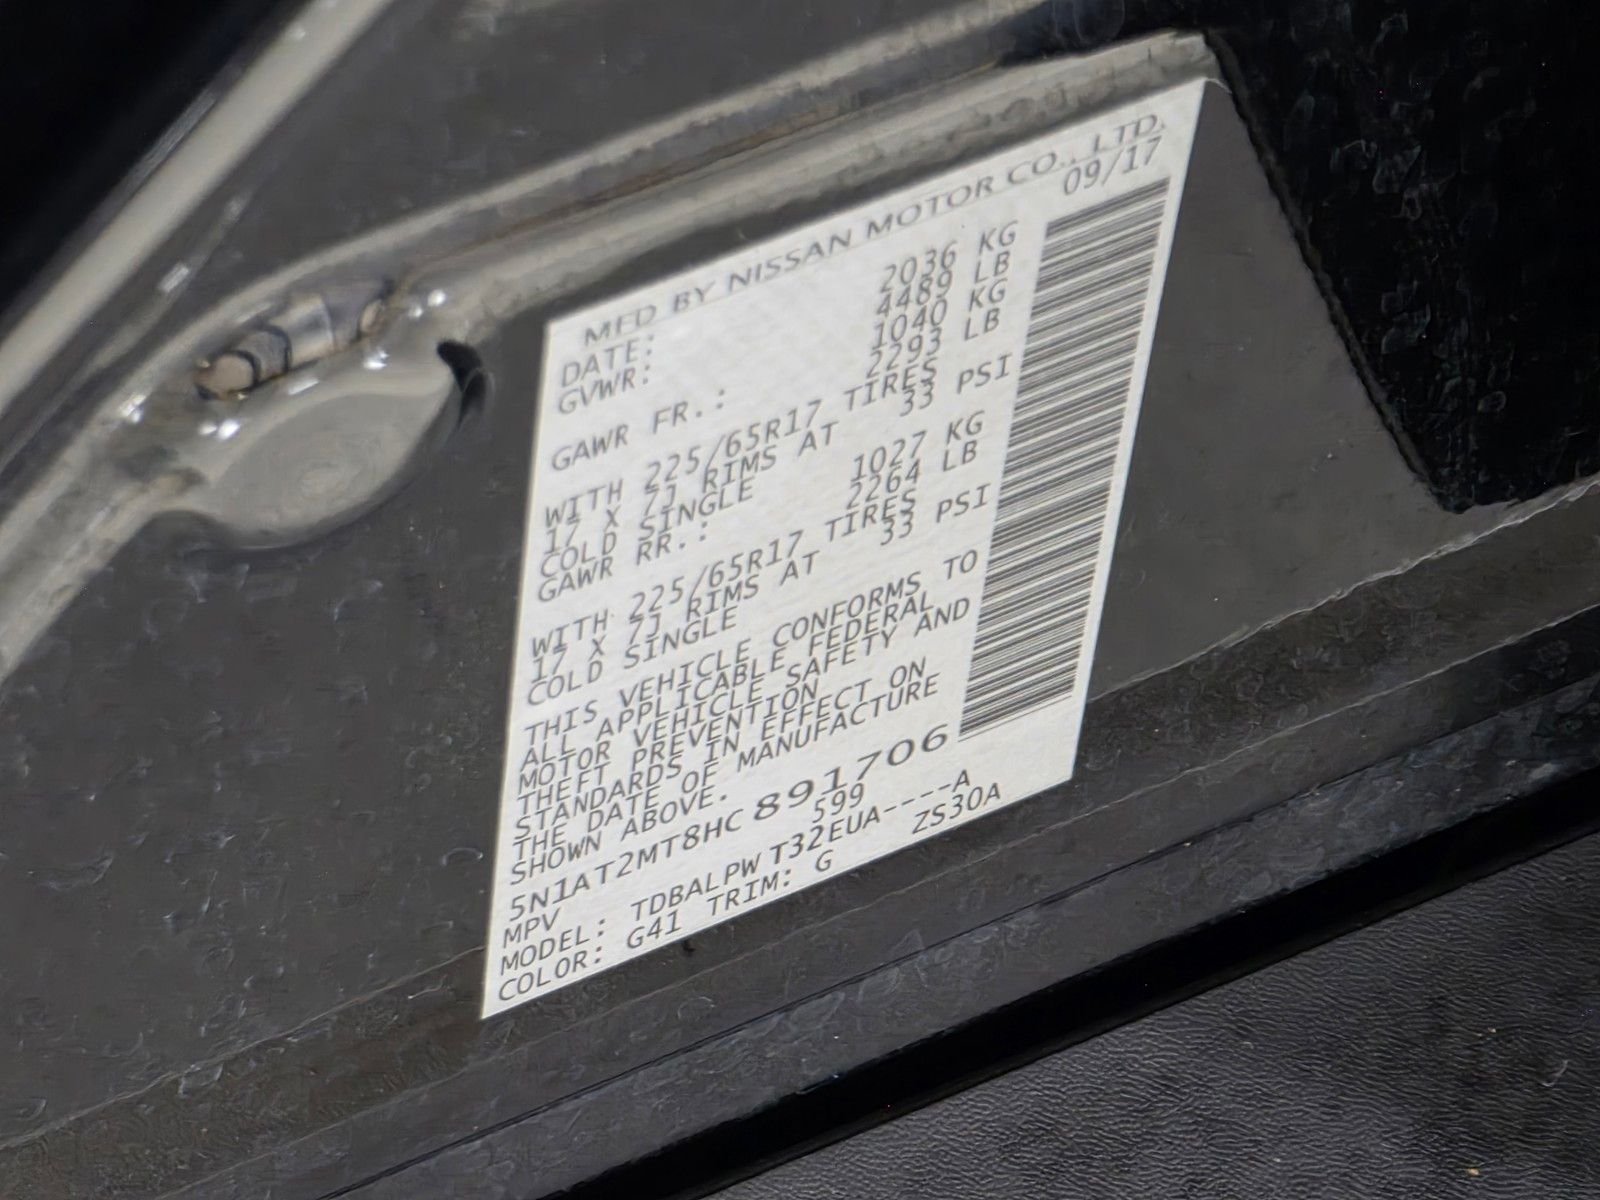 MFD BY NISSAN MOTOR CO., LTD.
DATE: 09/17
GVWR: 2036 KG
4489 LB
GAWR FR.: 1040 KG
2293 LB
WITH 225/65R17 TIRES
17 X 7J RIMS AT 33 PSI
COLD SINGLE
GAWR RR.: 1027 KG
2264 LB
WITH 225/65R17 TIRES
17 X 7J RIMS AT 33 PSI
COLD SINGLE
THIS VEHICLE CONFORMS TO
ALL APPLICABLE FEDERAL
MOTOR VEHICLE SAFETY AND
THEFT PREVENTION
STANDARDS IN EFFECT ON
THE DATE OF MANUFACTURE
SHOWN ABOVE.
5N1AT2MT8HC891706
MPV 599
MODEL: TDBALPWT32EUA----A
COLOR: G41 TRIM: G ZS30A